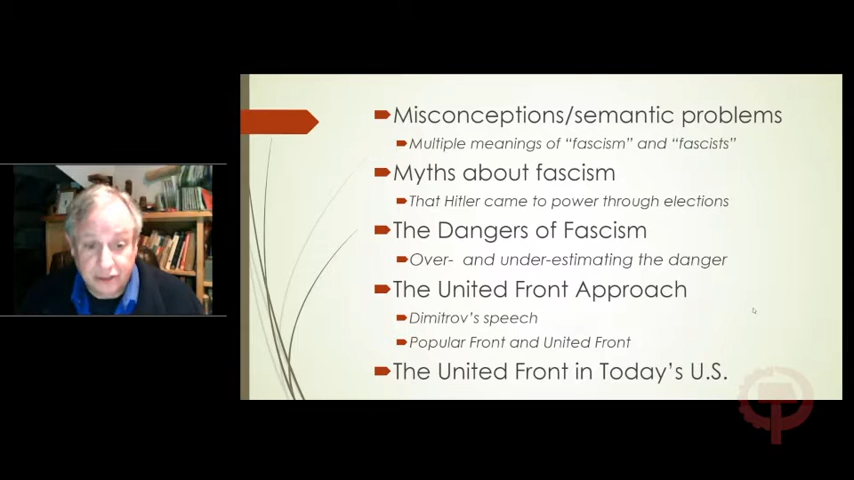 Misconceptions/semantic problems
Multiple meanings of “fascism” and “fascists”
Myths about fascism
That Hitler came to power through elections
The Dangers of Fascism
Over- and under-estimating the danger
The United Front Approach
Dimitrov’s speech
Popular Front and United Front
The United Front in Today’s U.S.